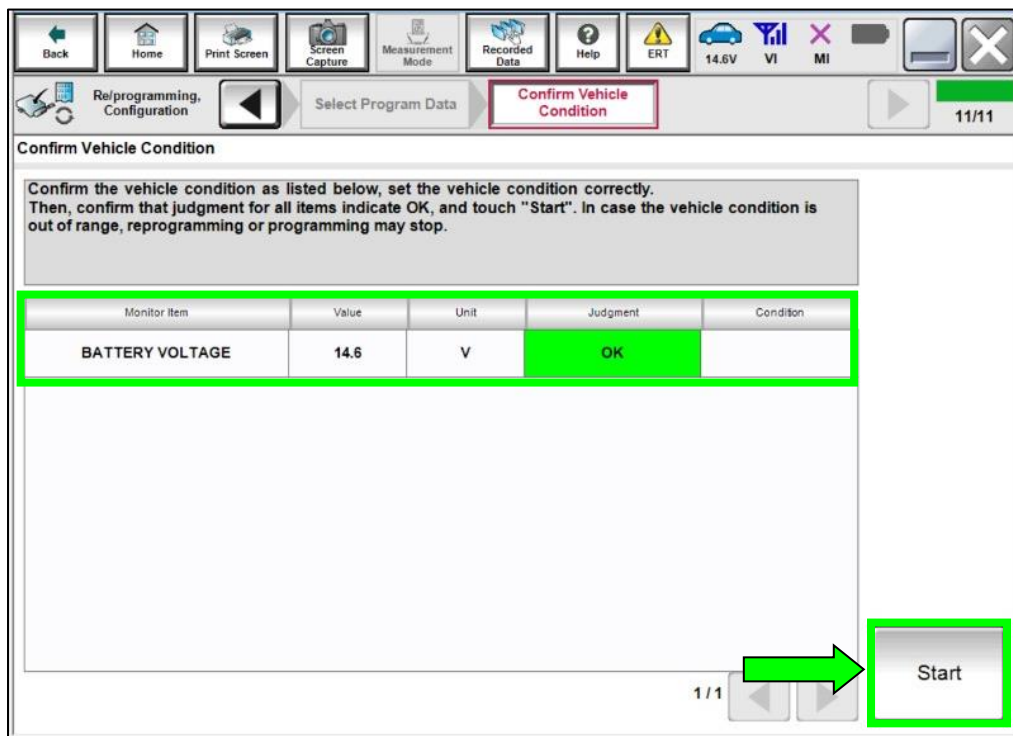 Back
Home
Print Screen
Screen
Capture
Measurement
Mode
Recorded
Data
Help
ERT
14.6V
VI
MI
Re/programming,
Configuration
Select Program Data
Confirm Vehicle
Condition
11/11
Confirm Vehicle Condition
Confirm the vehicle condition as listed below, set the vehicle condition correctly.
Then, confirm that judgment for all items indicate OK, and touch "Start". In case the vehicle condition is
out of range, reprogramming or programming may stop.
Monitor Item Value Unit Judgment Condition
BATTERY VOLTAGE 14.6 V OK
Start
1/1